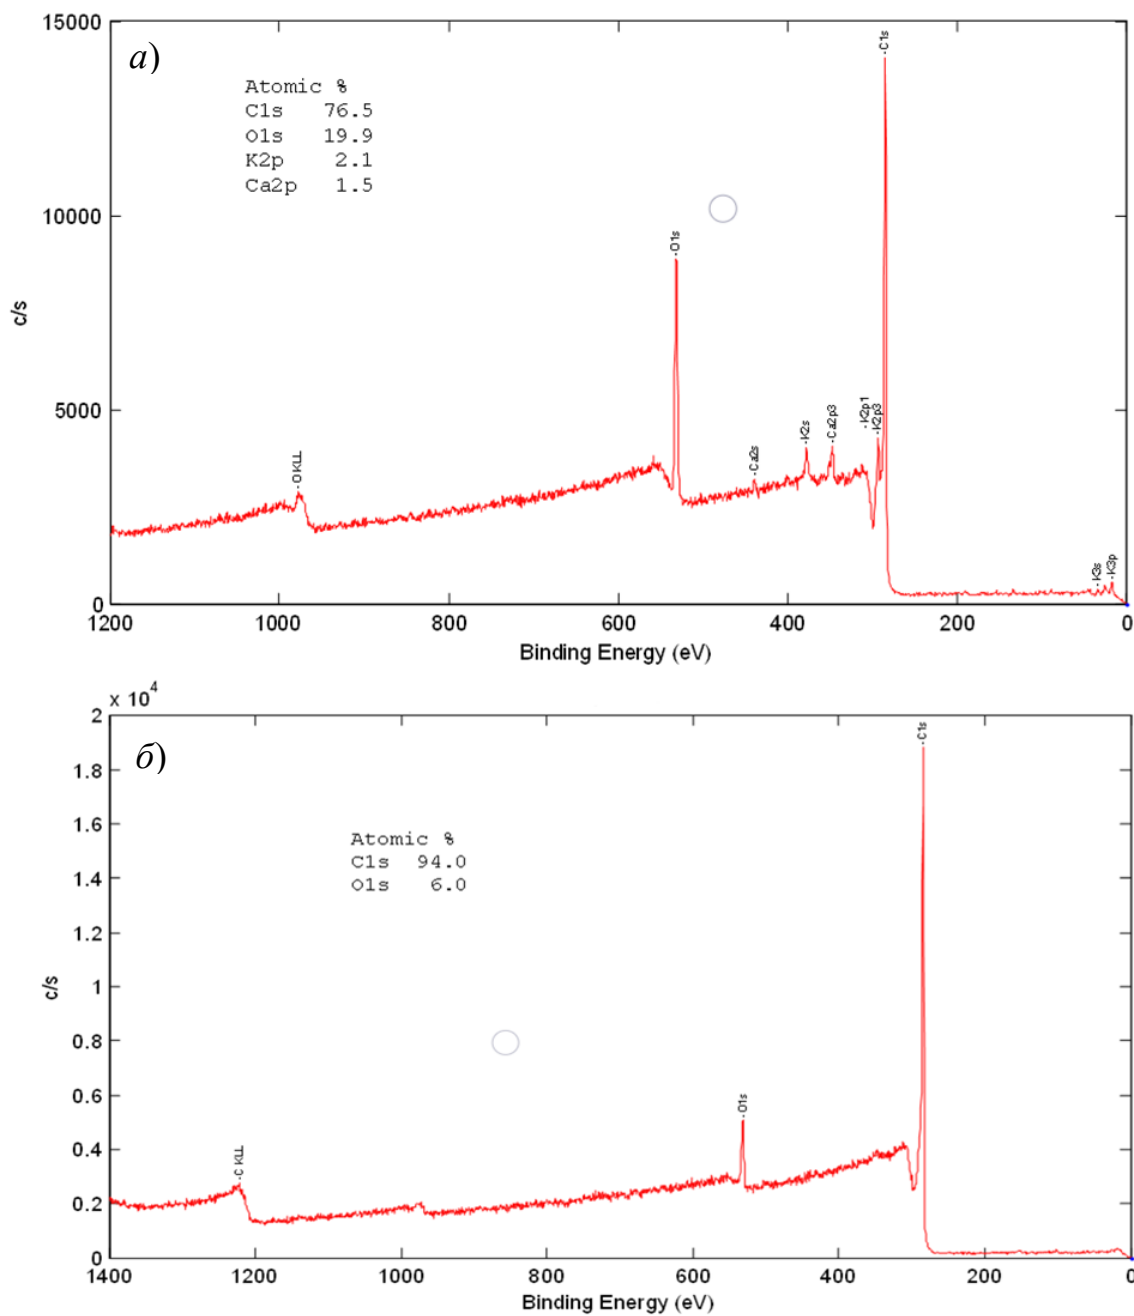 15000
а)
Atomic %
C1s 76.5
O1s 19.9
K2p 2.1
Ca2p 1.5
-C1s
10000
-O1s
c/s
5000
-O KLL
-Ca2s
-K2s
-Ca2p3
-K2p1
-K2p3
-K3s
-K3p
0
1200 1000 800 600 400 200 0
Binding Energy (eV)
x 10^4
2
б)
-C1s
1.8
1.6
Atomic %
C1s 94.0
O1s 6.0
1.4
1.2
c/s
1
0.8
0.6
-O1s
0.4
-C KLL
0.2
0
1400 1200 1000 800 600 400 200 0
Binding Energy (eV)